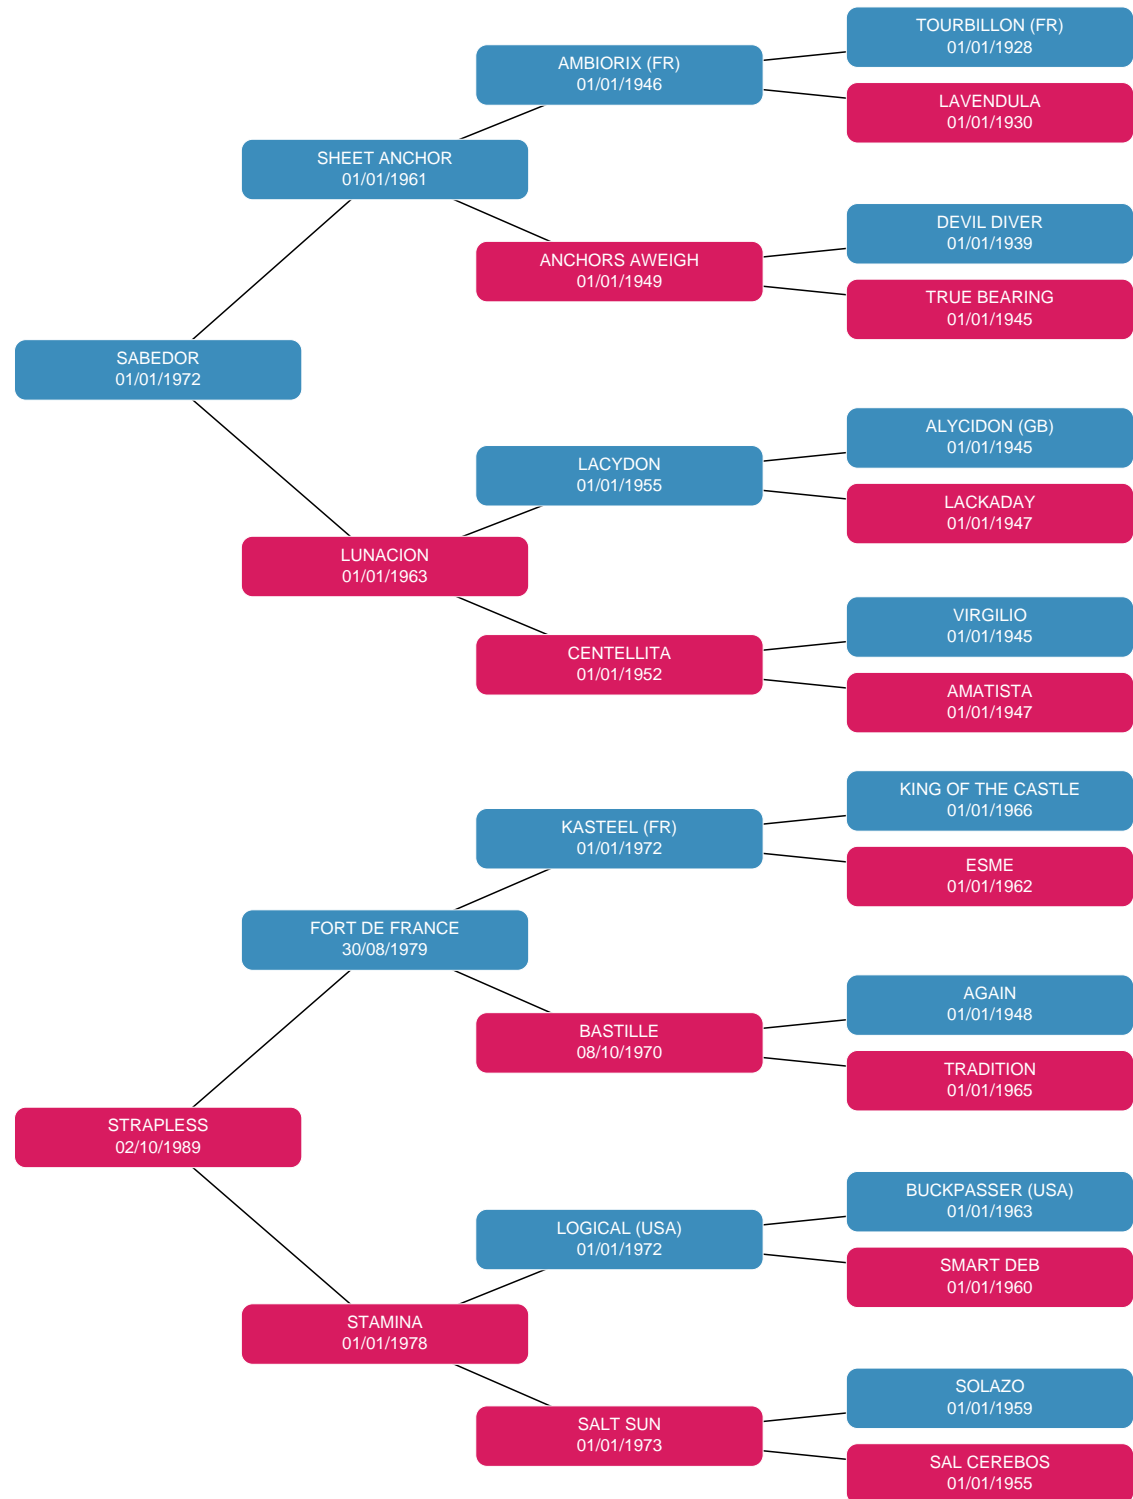 TOURBILLON (FR)
01/01/1928
AMBIORIX (FR)
01/01/1946
LAVENDULA
01/01/1930
SHEET ANCHOR
01/01/1961
DEVIL DIVER
01/01/1939
ANCHORS AWEIGH
01/01/1949
TRUE BEARING
01/01/1945
SABEDOR
01/01/1972
ALYCIDON (GB)
01/01/1945
LACYDON
01/01/1955
LACKADAY
01/01/1947
LUNACION
01/01/1963
VIRGILIO
01/01/1945
CENTELLITA
01/01/1952
AMATISTA
01/01/1947
KING OF THE CASTLE
01/01/1966
KASTEEL (FR)
01/01/1972
ESME
01/01/1962
FORT DE FRANCE
30/08/1979
AGAIN
01/01/1948
BASTILLE
08/10/1970
TRADITION
01/01/1965
STRAPLESS
02/10/1989
BUCKPASSER (USA)
01/01/1963
LOGICAL (USA)
01/01/1972
SMART DEB
01/01/1960
STAMINA
01/01/1978
SOLAZO
01/01/1959
SALT SUN
01/01/1973
SAL CEREBOS
01/01/1955